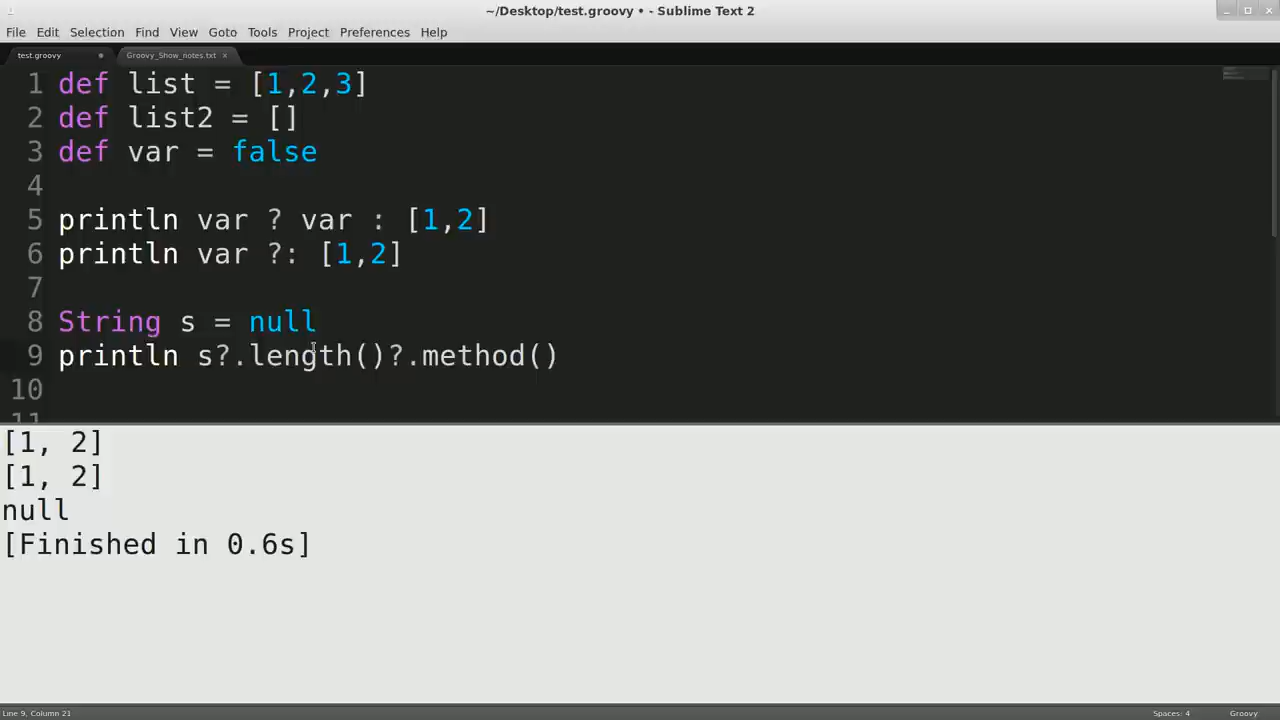 ~/Desktop/test.groovy • - Sublime Text 2
File Edit Selection Find View Goto Tools Project Preferences Help
test.groovy Groovy_Show_notes.txt ×
1 def list = [1,2,3]
2 def list2 = []
3 def var = false
4
5 println var ? var : [1,2]
6 println var ?: [1,2]
7
8 String s = null
9 println s?.length()?.method()
10
11
[1, 2]
[1, 2]
null
[Finished in 0.6s]
Line 9, Column 21 Spaces: 4 Groovy